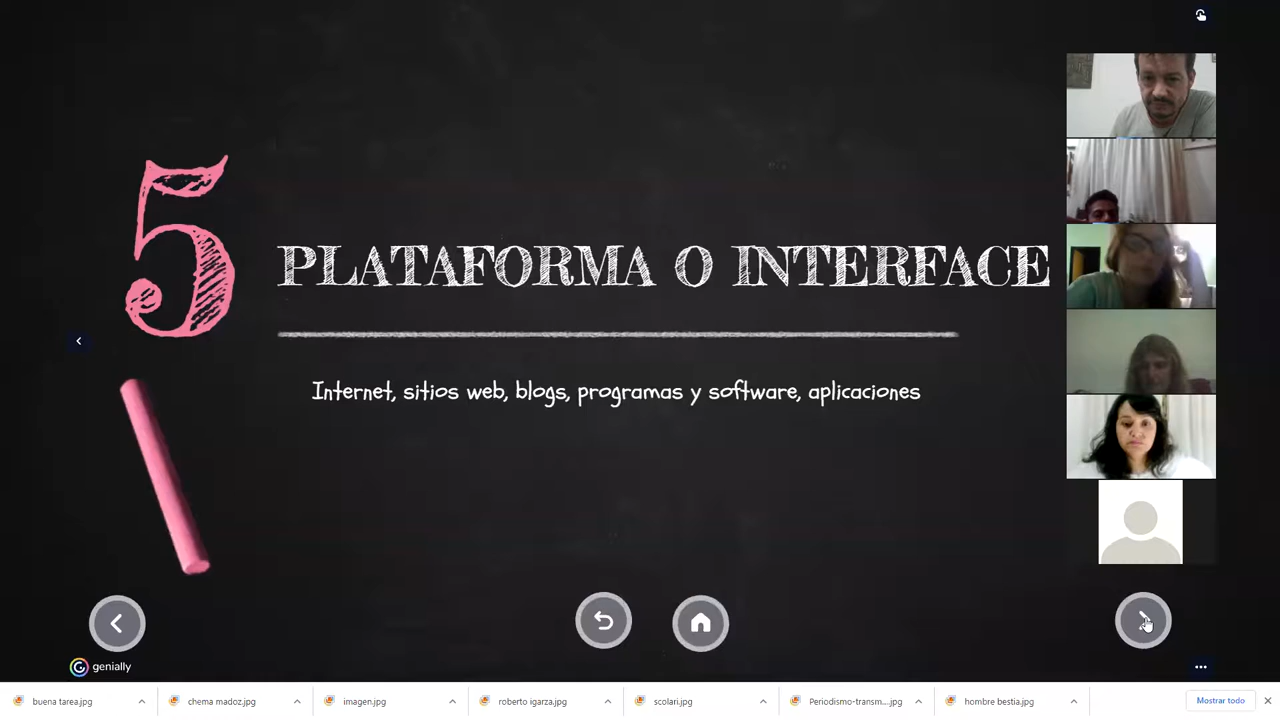 5
PLATAFORMA O INTERFACE
Internet, sitios web, blogs, programas y software, aplicaciones
genially
buena tarea.jpg
chema madoz.jpg
imagen.jpg
roberto igarza.jpg
scolari.jpg
Periodismo-transm....jpg
hombre bestia.jpg
Mostrar todo